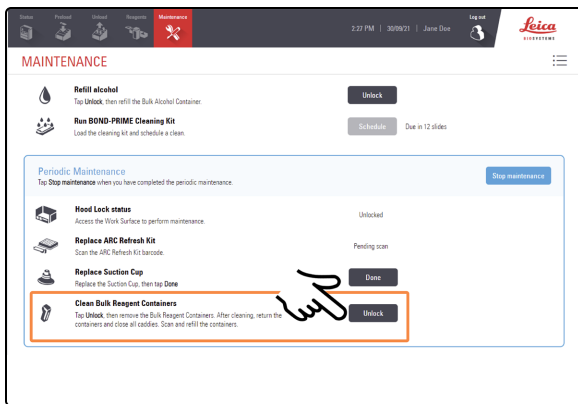 Status Preload Unload Reagents Maintenance
2:27 PM | 30/09/21 | Jane Doe
Log out
Leica
BIOSYSTEMS
MAINTENANCE
Refill alcohol
Tap Unlock, then refill the Bulk Alcohol Container.
Unlock
Run BOND-PRIME Cleaning Kit
Load the cleaning kit and schedule a clean.
Schedule Due in 12 slides
Periodic Maintenance
Tap Stop maintenance when you have completed the periodic maintenance.
Stop maintenance
Hood Lock status
Access the Work Surface to perform maintenance.
Unlocked
Replace ARC Refresh Kit
Scan the ARC Refresh Kit barcode.
Pending scan
Replace Suction Cup
Replace the Suction Cup, then tap Done
Done
Clean Bulk Reagent Containers
Tap Unlock, then remove the Bulk Reagent Containers. After cleaning, return the
containers and close all caddies. Scan and refill the containers.
Unlock